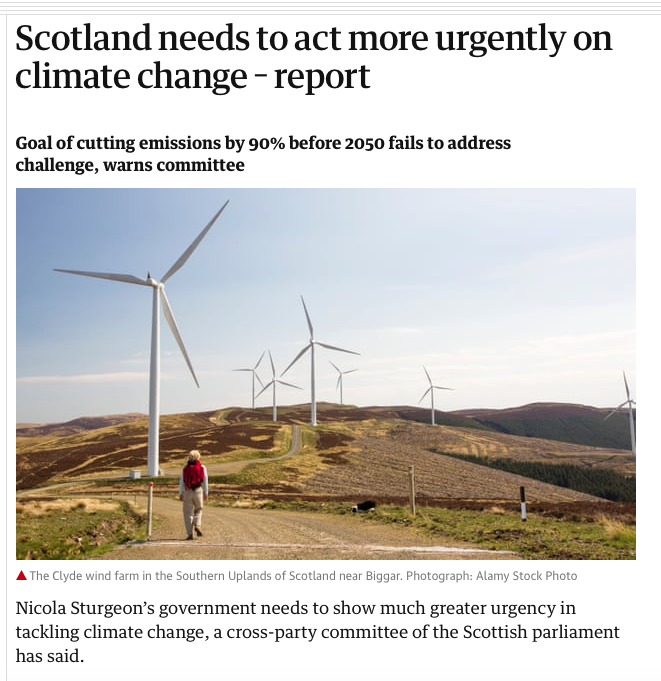 Scotland needs to act more urgently on
climate change – report
Goal of cutting emissions by 90% before 2050 fails to address
challenge, warns committee
The Clyde wind farm in the Southern Uplands of Scotland near Biggar. Photograph: Alamy Stock Photo
Nicola Sturgeon’s government needs to show much greater urgency in
tackling climate change, a cross-party committee of the Scottish parliament
has said.